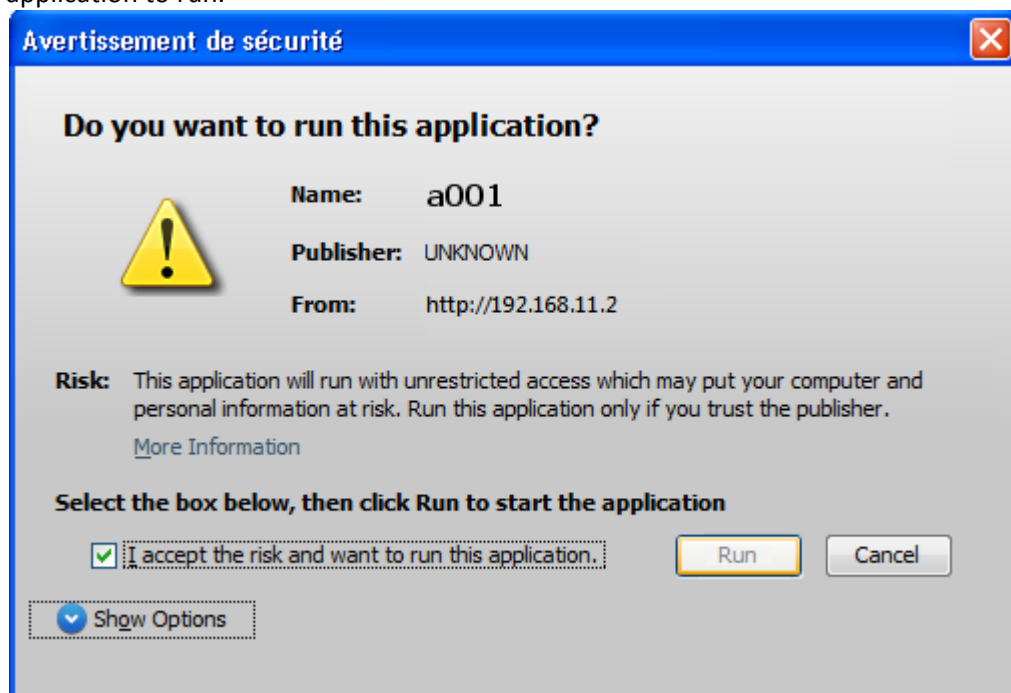 application to run.
Avertissement de sécurité
Do you want to run this application?
Name: a001
Publisher: UNKNOWN
From: http://192.168.11.2
Risk: This application will run with unrestricted access which may put your computer and
personal information at risk. Run this application only if you trust the publisher.
More Information
Select the box below, then click Run to start the application
I accept the risk and want to run this application. Run Cancel
Show Options